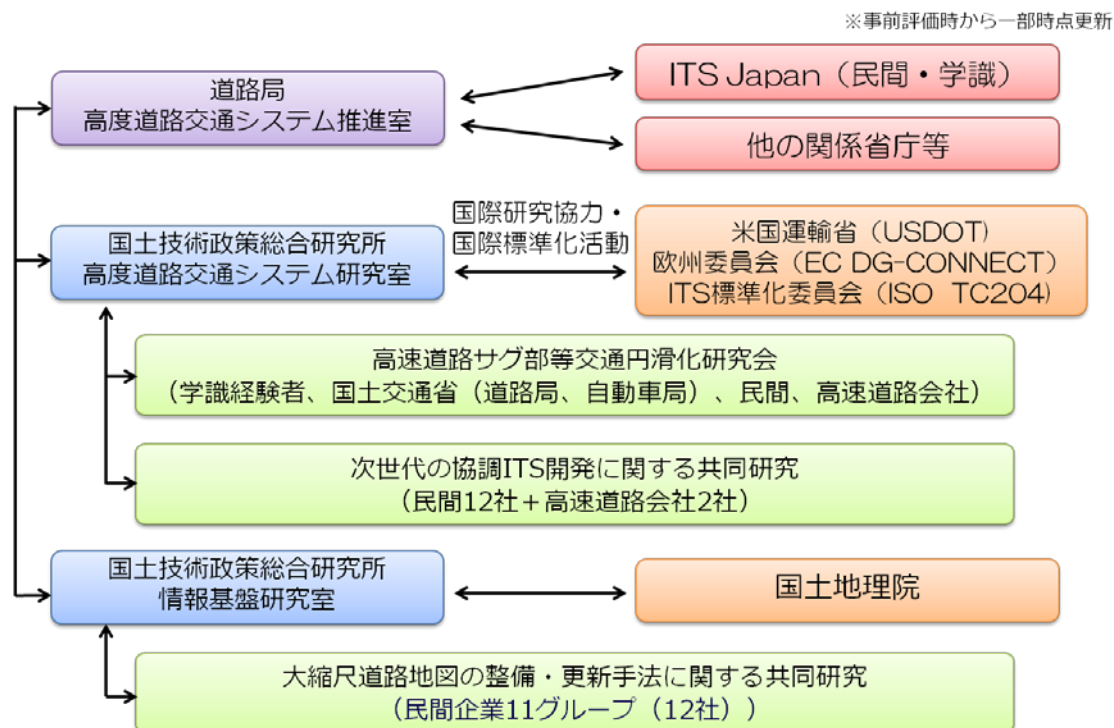 ※事前評価時から一部時点更新
道路局
高度道路交通システム推進室
ITS Japan（民間・学識）
他の関係省庁等
国土技術政策総合研究所
高度道路交通システム研究室
国際研究協力・
国際標準化活動
米国運輸省（USDOT）
欧州委員会（EC DG-CONNECT）
ITS標準化委員会（ISO TC204）
高速道路サグ部等交通円滑化研究会
（学識経験者、国土交通省（道路局、自動車局）、民間、高速道路会社）
次世代の協調ITS開発に関する共同研究
（民間12社＋高速道路会社2社）
国土技術政策総合研究所
情報基盤研究室
国土地理院
大縮尺道路地図の整備・更新手法に関する共同研究
（民間企業11グループ（12社））